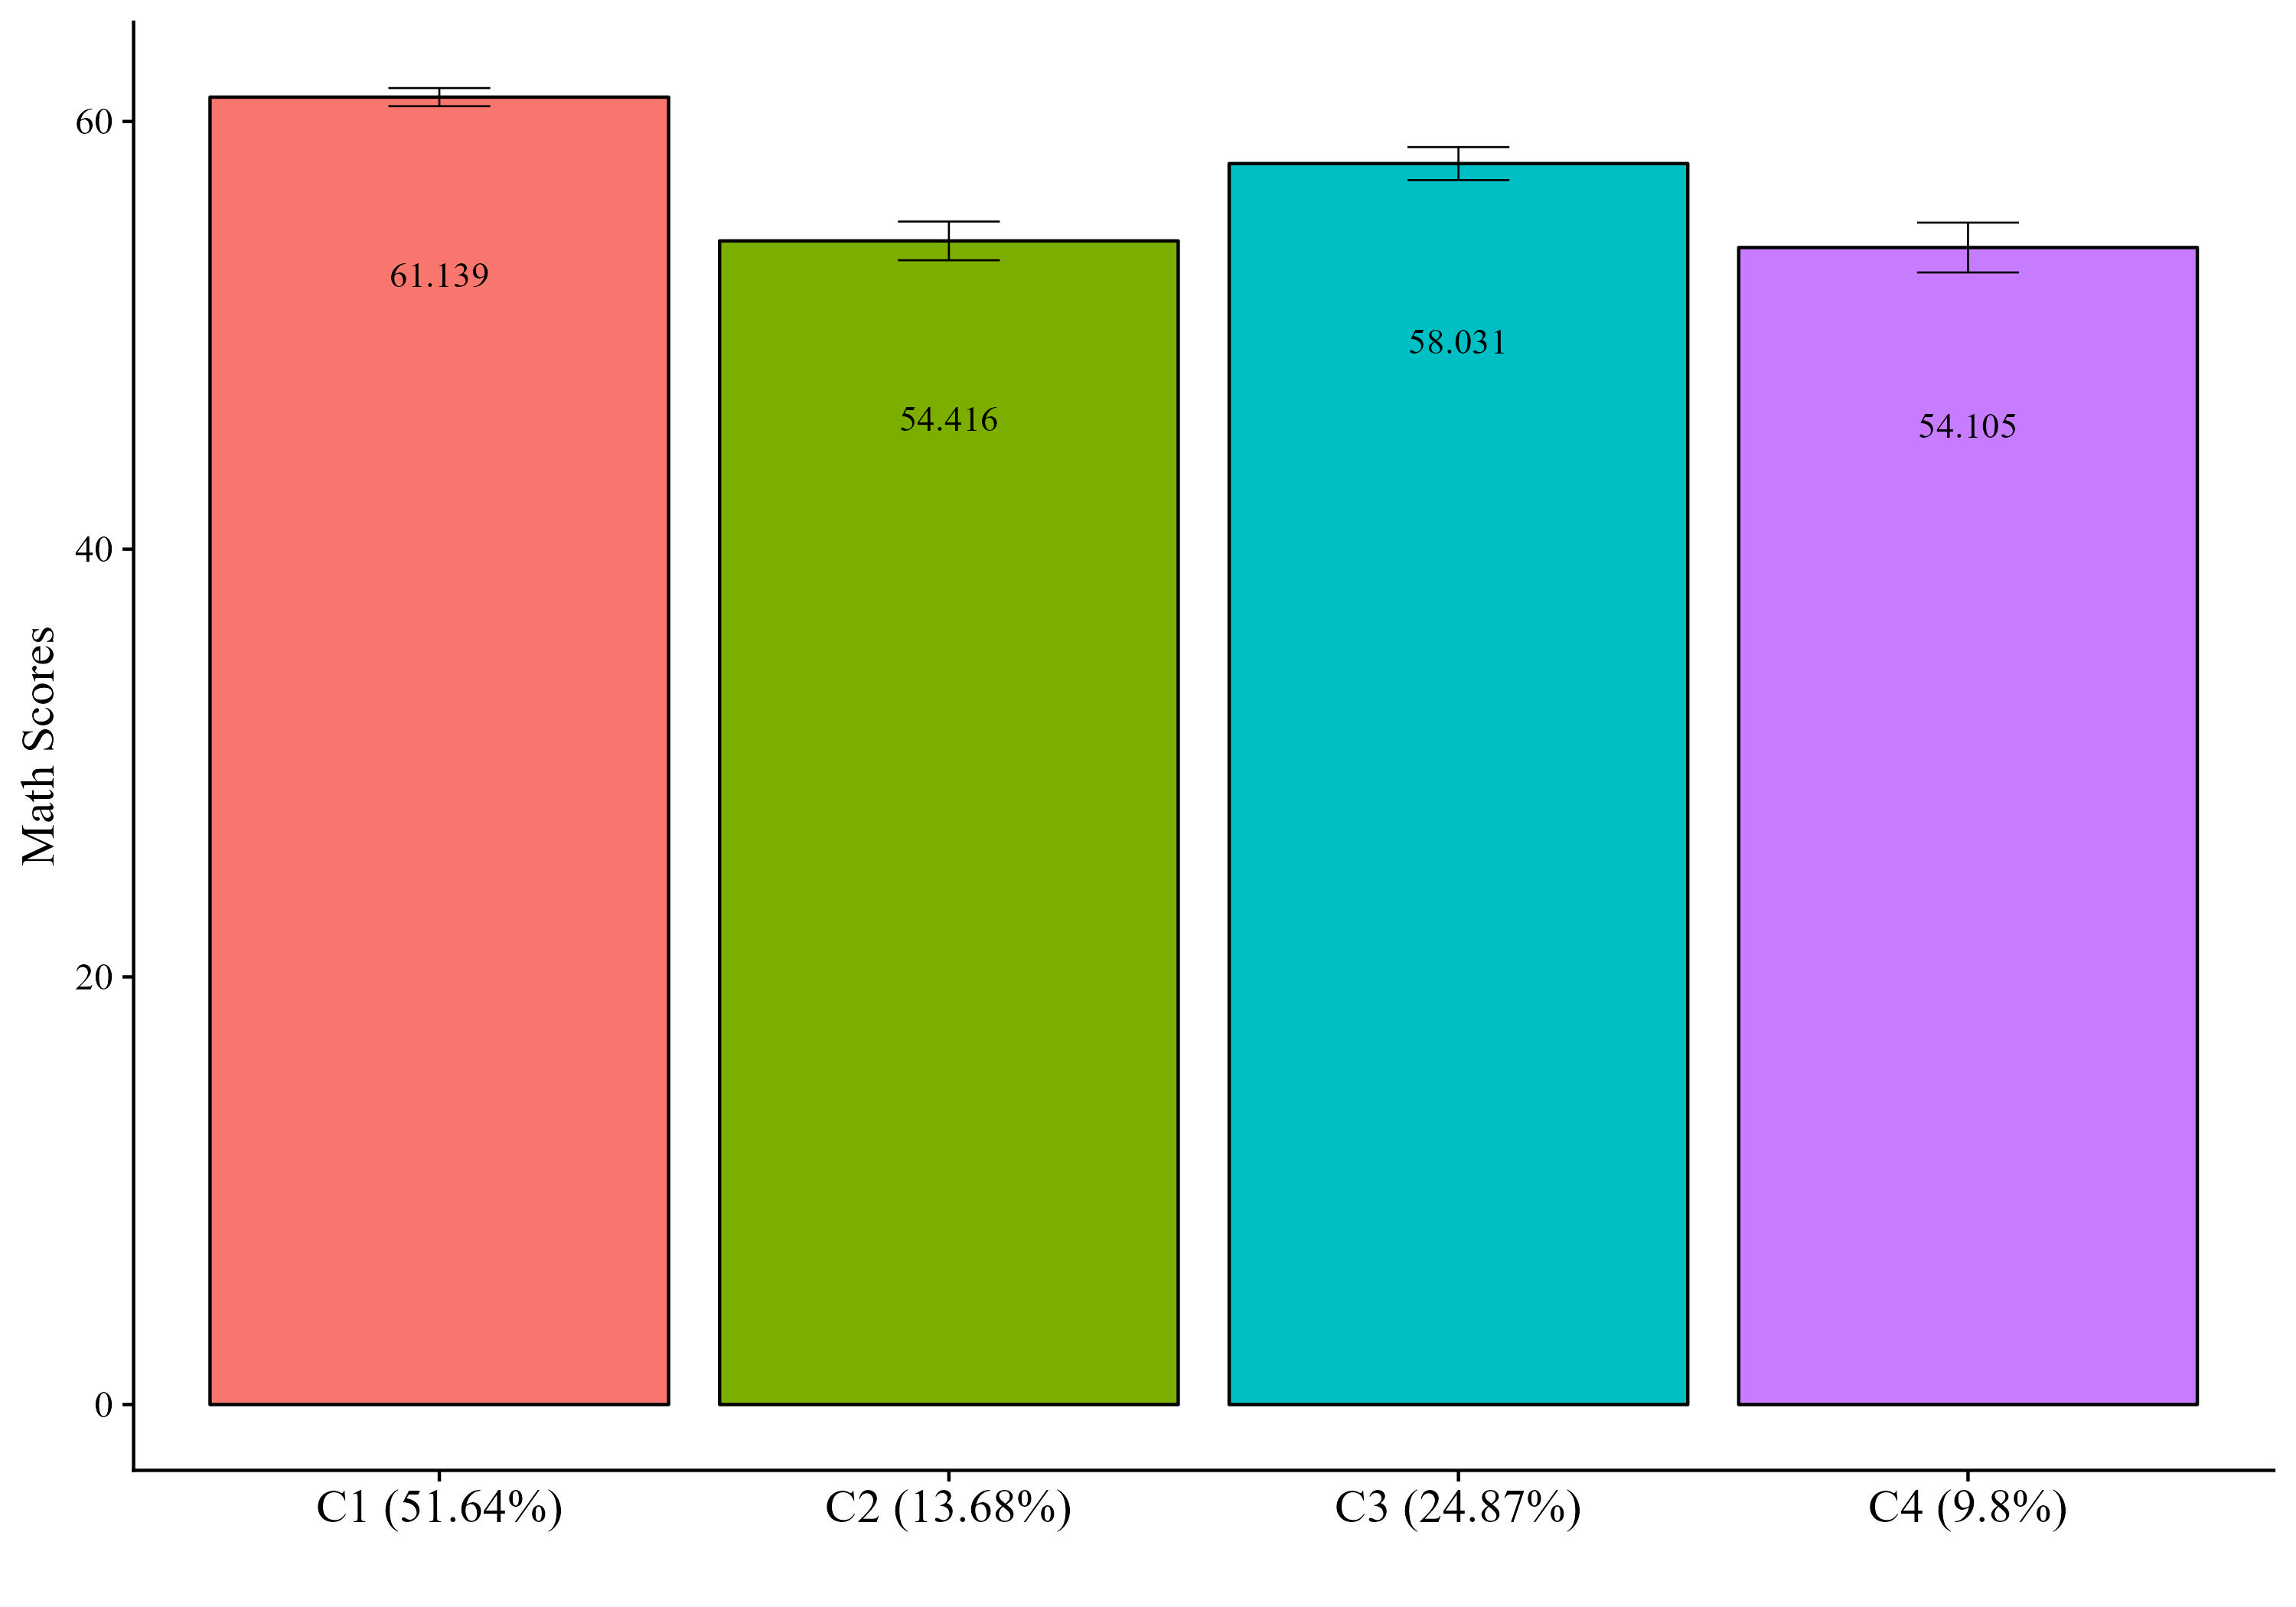 Math Scores
60
40
20
0
61.139
54.416
58.031
54.105
C1 (51.64%)
C2 (13.68%)
C3 (24.87%)
C4 (9.8%)